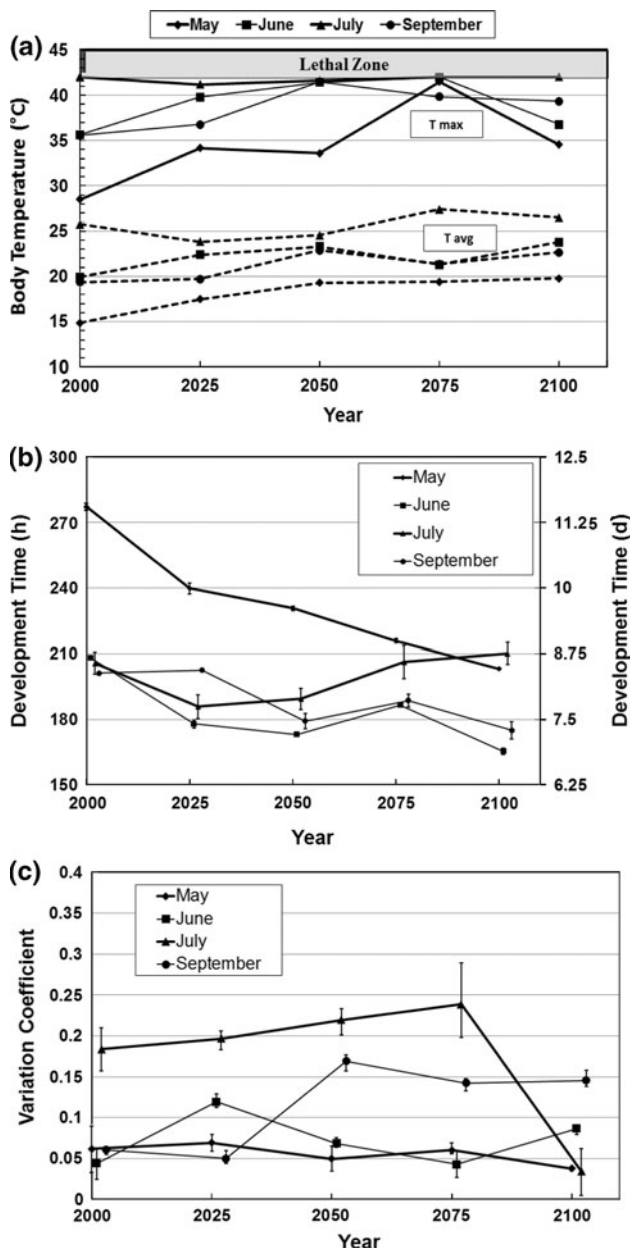 May June July September
(a)
45
40
35
30
25
20
15
10
Body Temperature (°C)
Lethal Zone
T max
T avg
2000 2025 2050 2075 2100
Year
(b)
300
270
240
210
180
150
Development Time (h)
May
June
July
September
12.5
11.25
10
8.75
7.5
6.25
Development Time (d)
2000 2025 2050 2075 2100
Year
(c)
0.4
0.35
0.3
0.25
0.2
0.15
0.1
0.05
0
Variation Coefficient
May
June
July
September
2000 2025 2050 2075 2100
Year